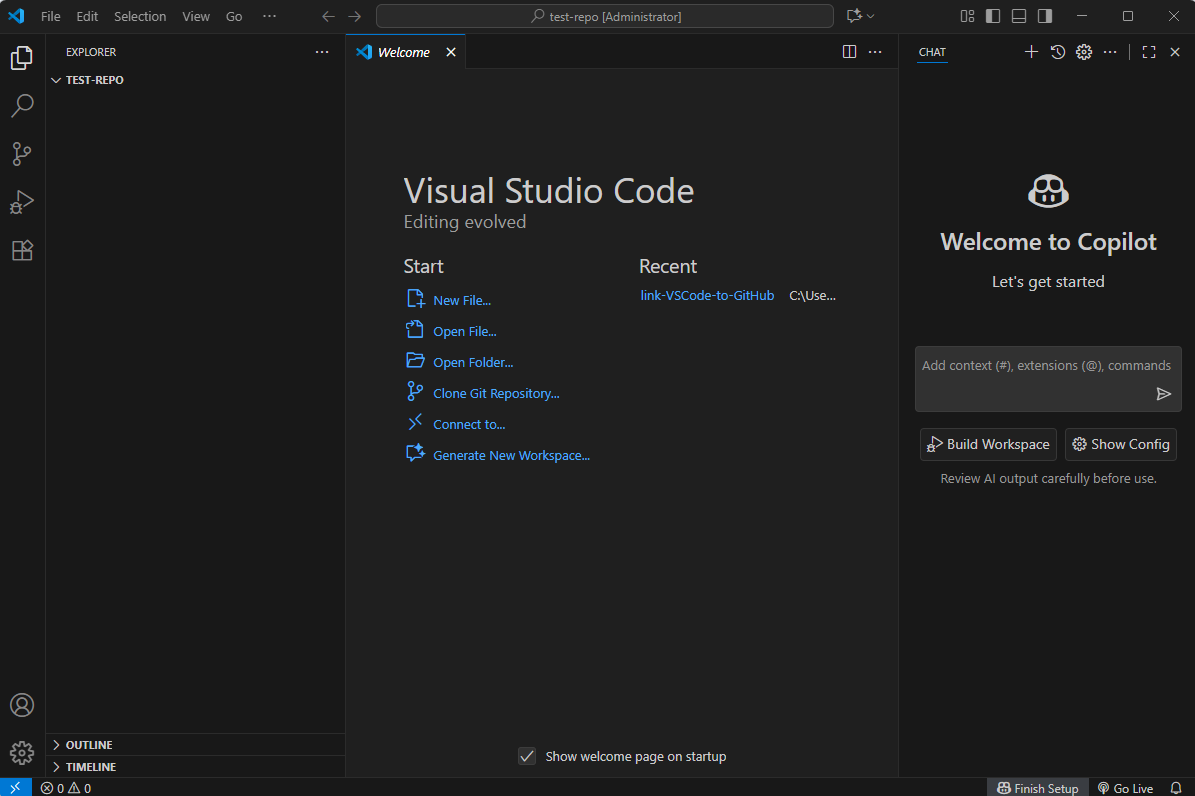 File Edit Selection View Go ··· test-repo [Administrator]
EXPLORER
TEST-REPO
OUTLINE
TIMELINE
Welcome
Visual Studio Code
Editing evolved
Start
New File...
Open File...
Open Folder...
Clone Git Repository...
Connect to...
Generate New Workspace...
Recent
link-VSCode-to-GitHub C:\Use...
Show welcome page on startup
CHAT
Welcome to Copilot
Let's get started
Add context (#), extensions (@), commands
Build Workspace Show Config
Review AI output carefully before use.
0 0 Finish Setup Go Live